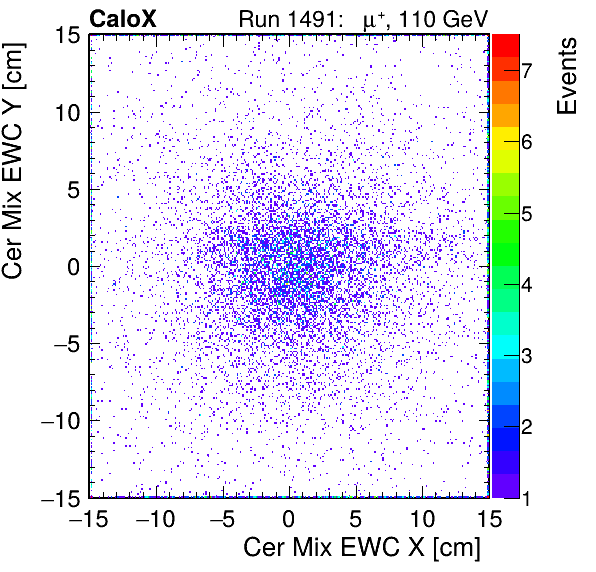 CaloX Run 1491: μ⁺, 110 GeV
Cer Mix EWC Y [cm]
15
10
5
0
−5
−10
−15
−15 −10 −5 0 5 10 15
Cer Mix EWC X [cm]
Events
7
6
5
4
3
2
1